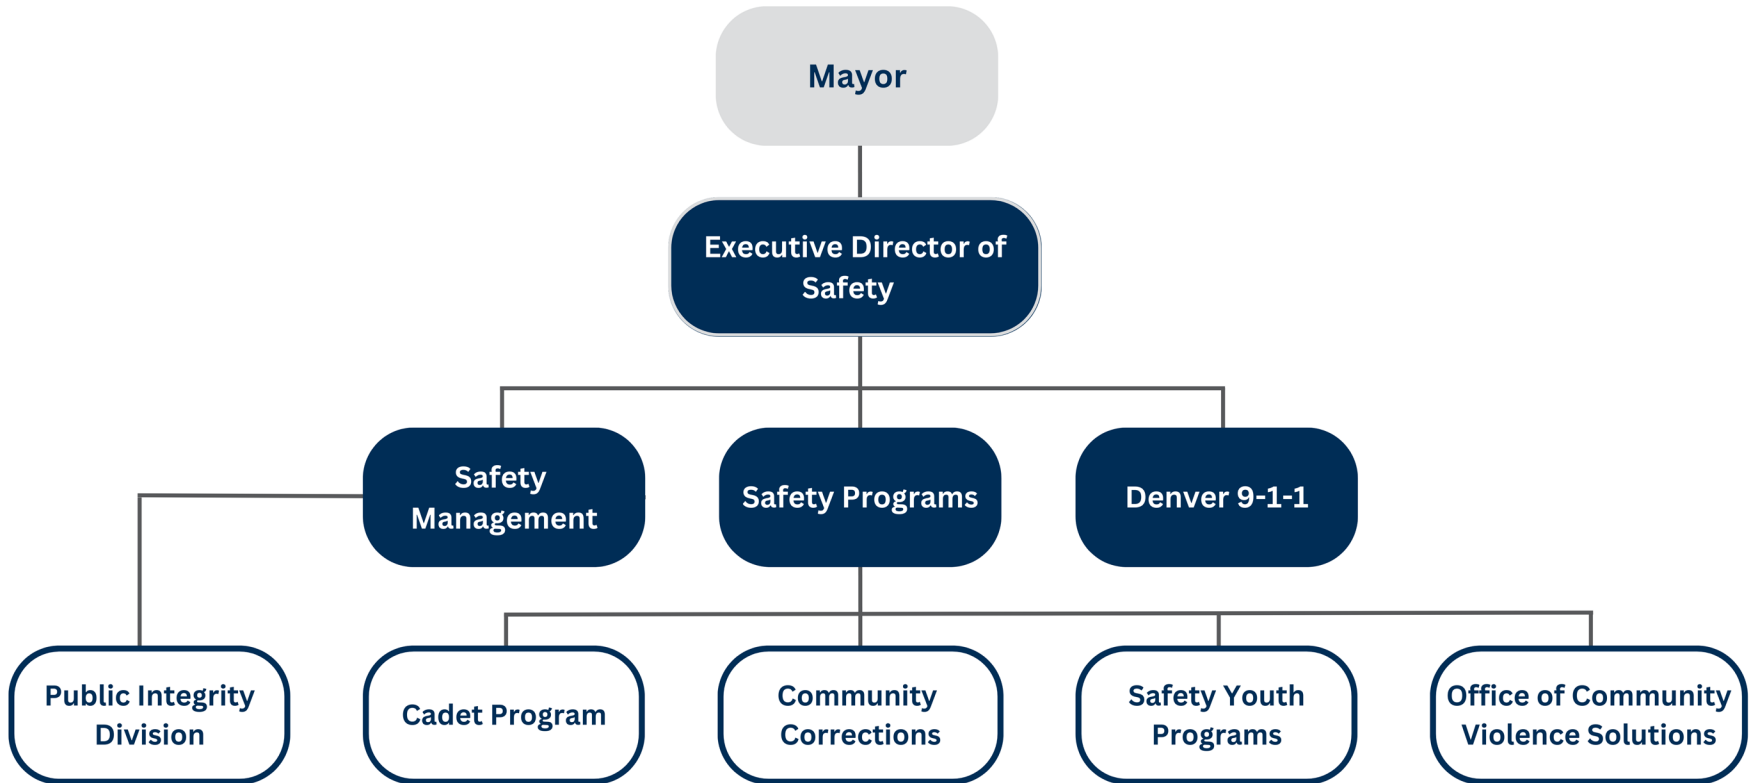 Mayor
Executive Director of
Safety
Safety
Management
Safety Programs
Denver 9-1-1
Public Integrity
Division
Cadet Program
Community
Corrections
Safety Youth
Programs
Office of Community
Violence Solutions